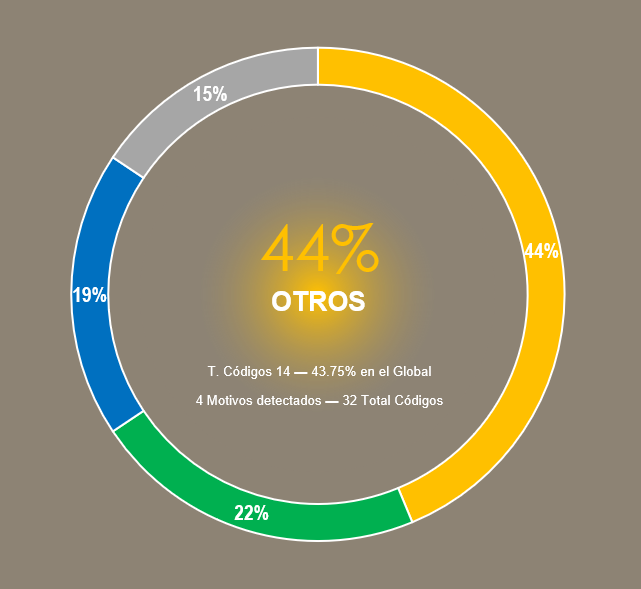 15%
44%
44%
OTROS
19%
T. Códigos 14 — 43.75% en el Global
4 Motivos detectados — 32 Total Códigos
22%